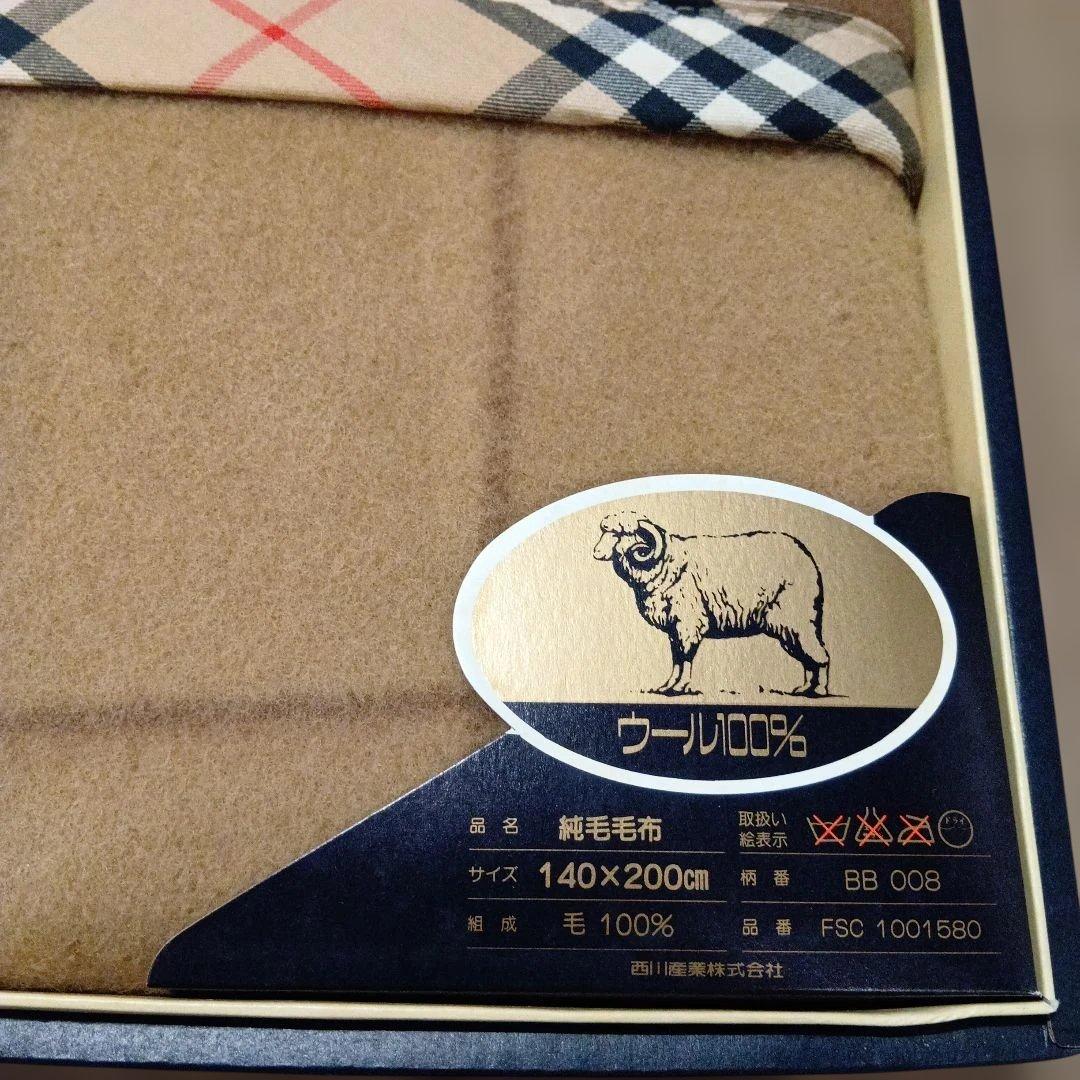 ウール100%
品名 純毛毛布
取扱い
絵表示
ドライ
サイズ 140×200cm
柄番 BB 008
組成 毛 100%
品番 FSC 1001580
西川産業株式会社